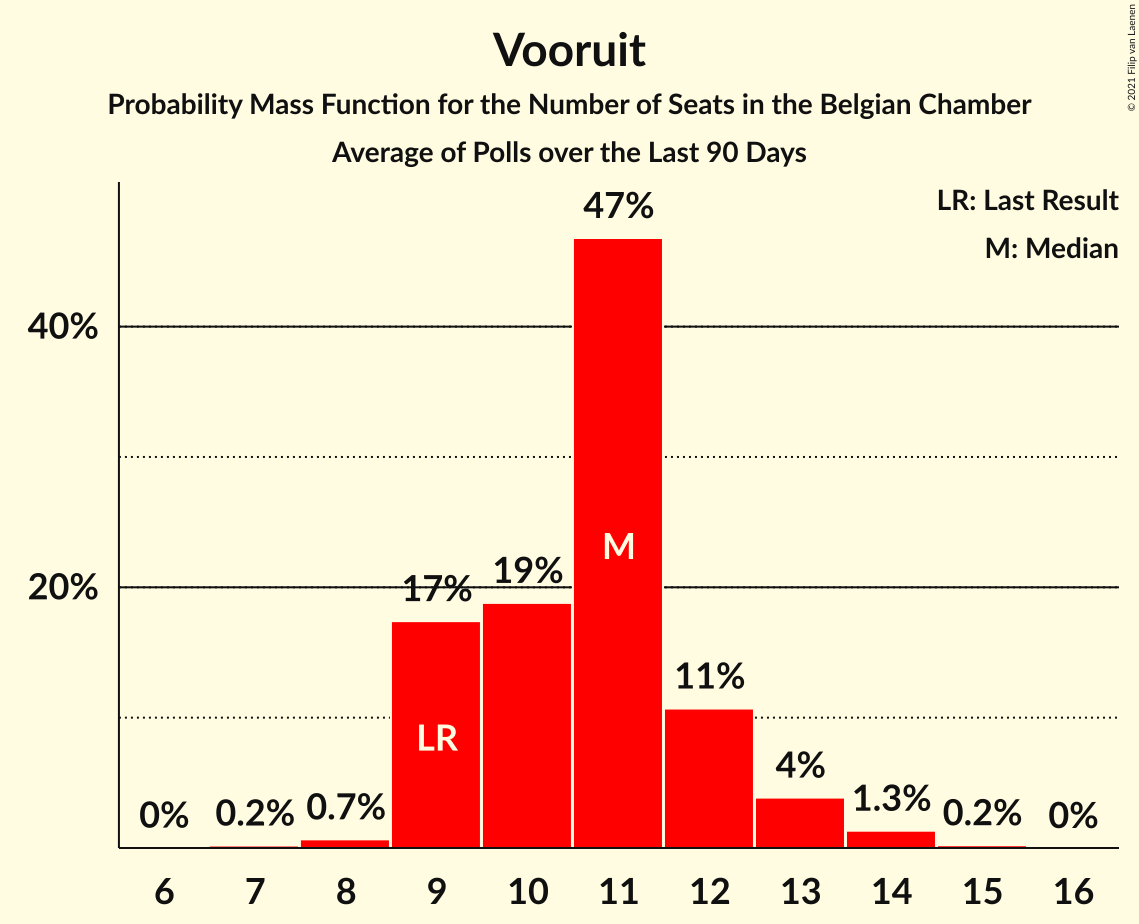 Vooruit
Probability Mass Function for the Number of Seats in the Belgian Chamber
Average of Polls over the Last 90 Days
© 2021 Filip van Laenen
LR: Last Result
M: Median
47%
40%
M
19%
17%
20%
11%
LR
4%
1.3%
0.7%
0.2%
0.2%
0%
0%
6 7 8 9 10 11 12 13 14 15 16